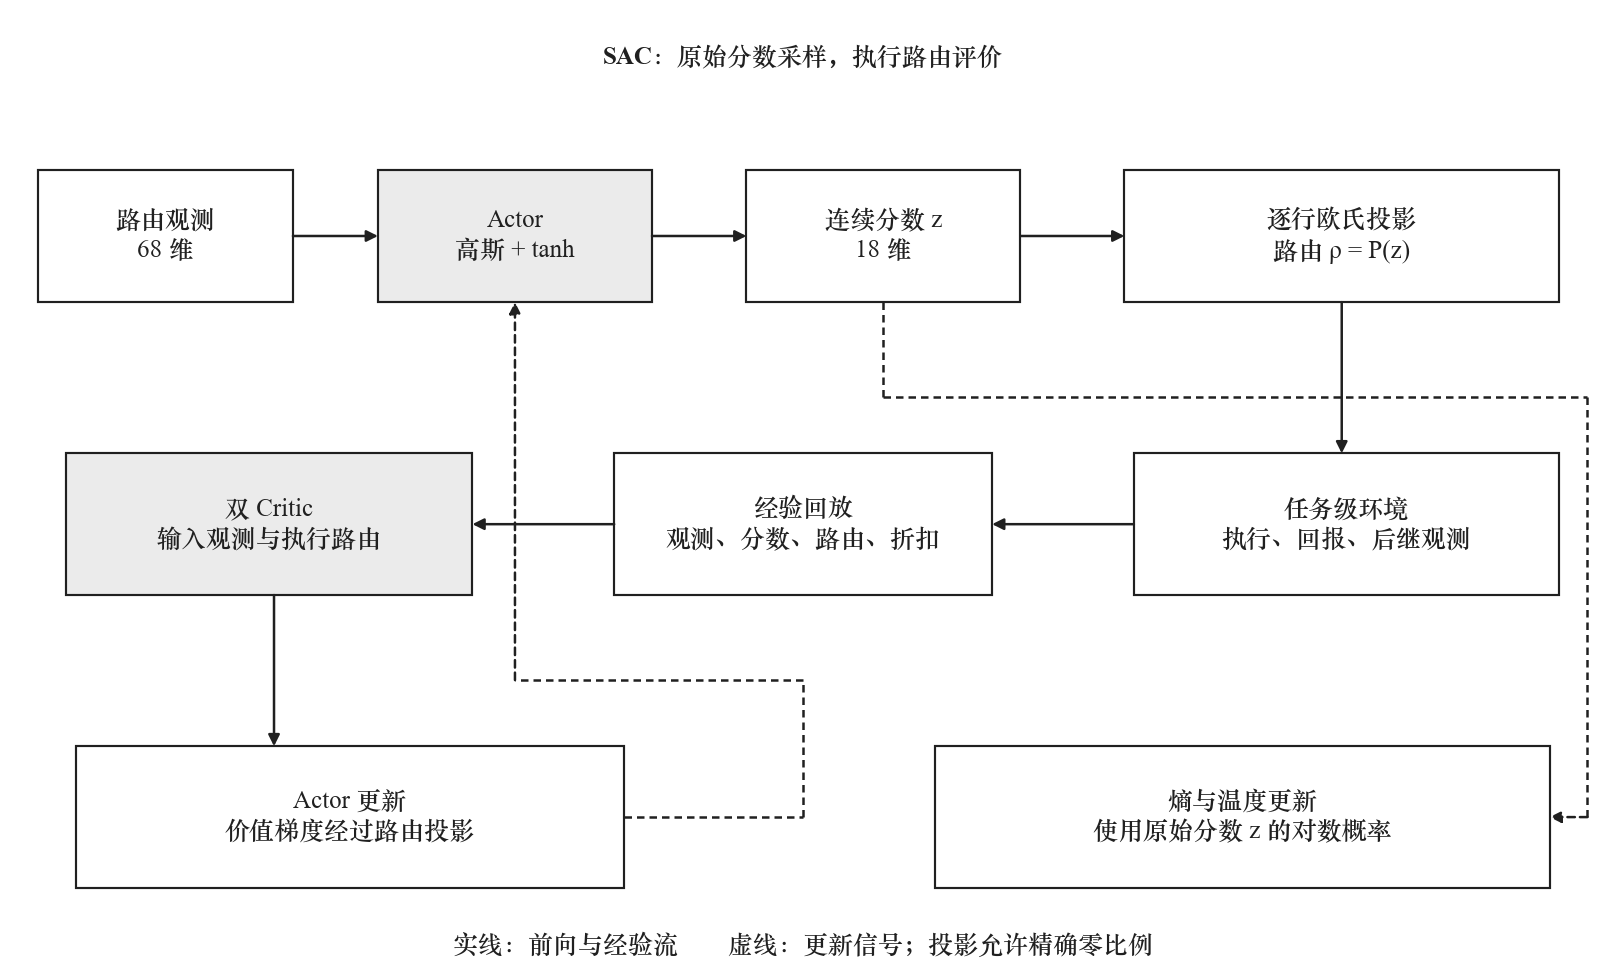 SAC：原始分数采样，执行路由评价
路由观测
68 维
Actor
高斯 + tanh
连续分数 z
18 维
逐行欧氏投影
路由 ρ = P(z)
双 Critic
输入观测与执行路由
经验回放
观测、分数、路由、折扣
任务级环境
执行、回报、后继观测
Actor 更新
价值梯度经过路由投影
熵与温度更新
使用原始分数 z 的对数概率
实线：前向与经验流　　虚线：更新信号；投影允许精确零比例